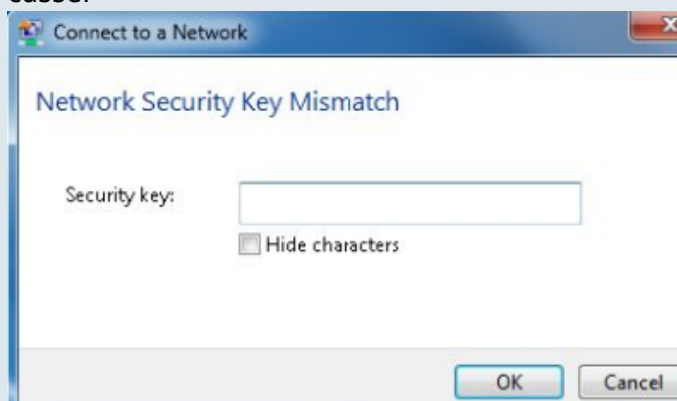 Connect to a Network
Network Security Key Mismatch
Security key:
Hide characters
OK Cancel